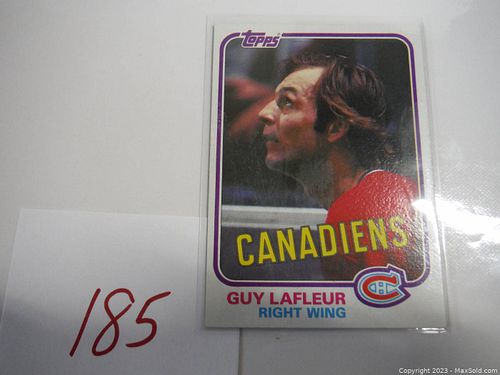 topps
CANADIENS
GUY LAFLEUR
RIGHT WING
185
Copyright 2023 - MaxSold.com